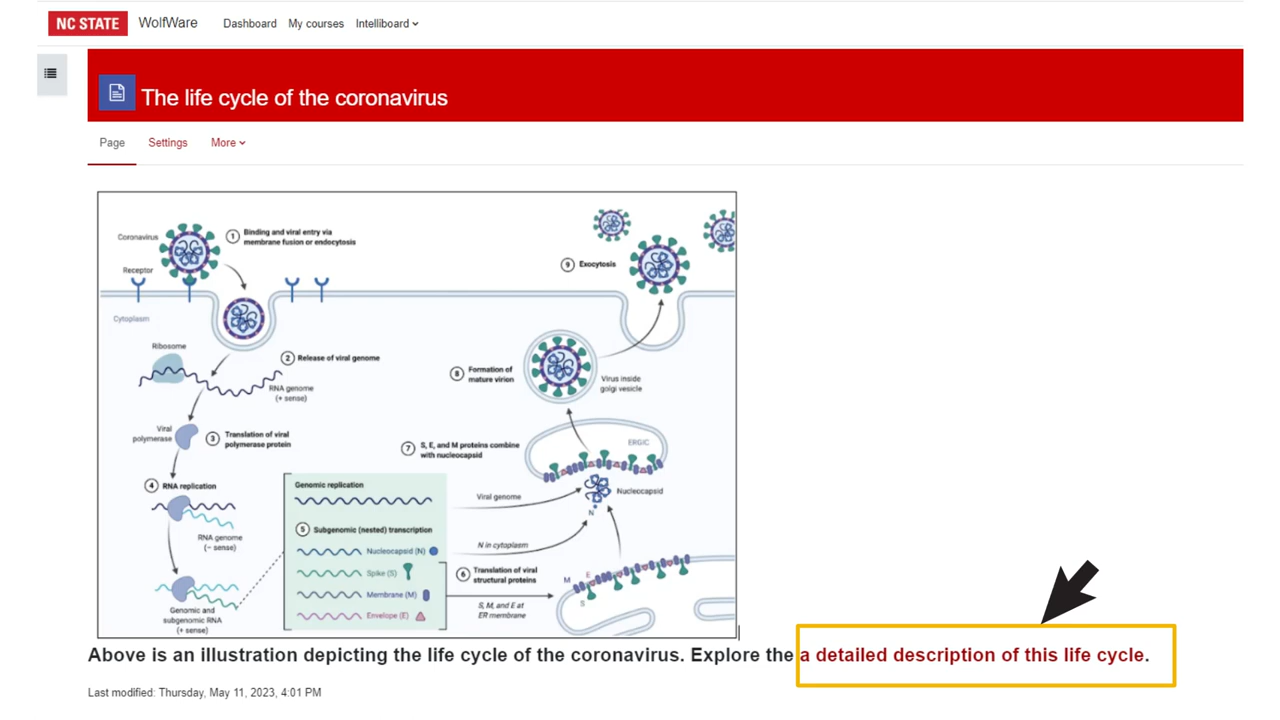 NC STATE WolfWare Dashboard My courses Intelliboard
The life cycle of the coronavirus
Page Settings More
Coronavirus
1 Binding and viral entry via
membrane fusion or endocytosis
Receptor
Cytoplasm
9 Exocytosis
Ribosome
2 Release of viral genome
RNA genome
(+ sense)
8 Formation of
mature virion
Virus inside
golgi vesicle
Viral
polymerase
3 Translation of viral
polymerase protein
7 S, E, and M proteins combine
with nucleocapsid
ERGIC
4 RNA replication
RNA genome
(− sense)
Genomic and
subgenomic RNA
(+ sense)
Genomic replication
5 Subgenomic (nested) transcription
Nucleocapsid (N)
Spike (S)
Membrane (M)
Envelope (E)
Viral genome
Nucleocapsid
N
N in cytoplasm
6 Translation of viral
structural proteins
S, M, and E at
ER membrane
M
E
S
Above is an illustration depicting the life cycle of the coronavirus. Explore the a detailed description of this life cycle.
Last modified: Thursday, May 11, 2023, 4:01 PM